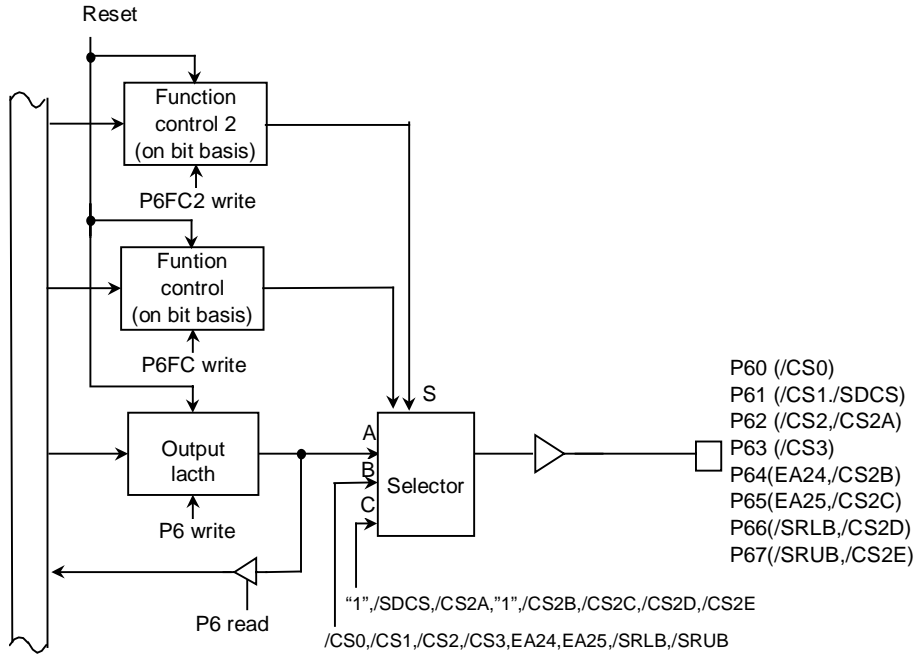 Reset
Function
control 2
(on bit basis)
P6FC2 write
Funtion
control
(on bit basis)
P6FC write
Output
lacth
P6 write
P6 read
S
A
B
C
Selector
P60 (/CS0)
P61 (/CS1./SDCS)
P62 (/CS2,/CS2A)
P63 (/CS3)
P64(EA24,/CS2B)
P65(EA25,/CS2C)
P66(/SRLB,/CS2D)
P67(/SRUB,/CS2E)
“1”,/SDCS,/CS2A,”1”,/CS2B,/CS2C,/CS2D,/CS2E
/CS0,/CS1,/CS2,/CS3,EA24,EA25,/SRLB,/SRUB